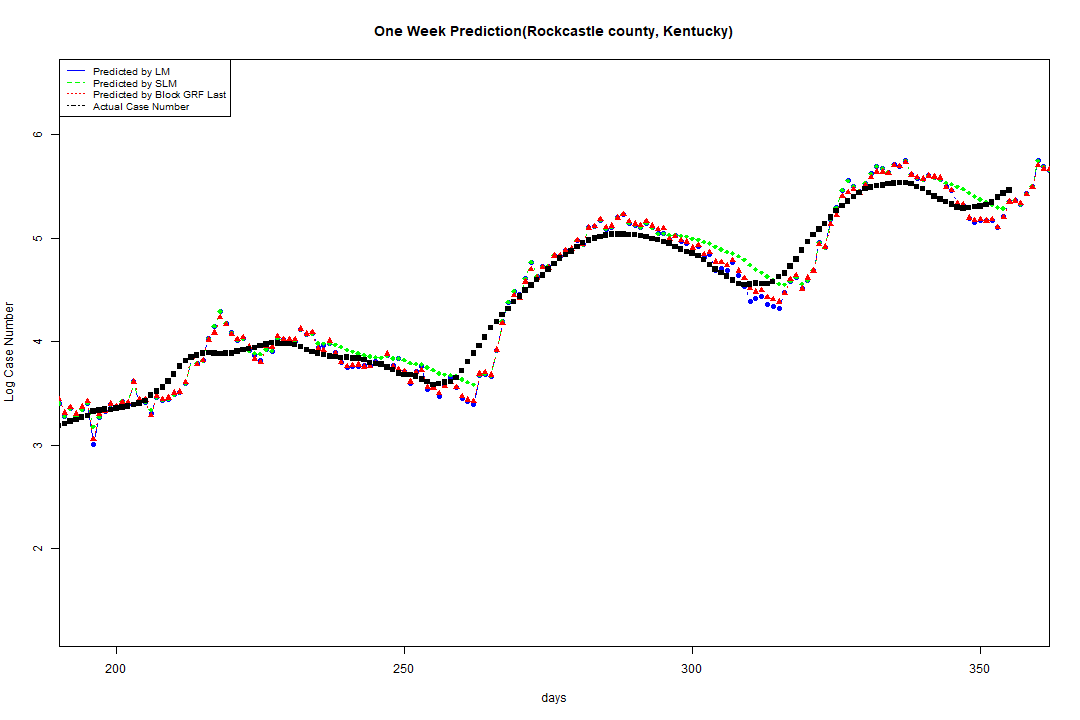 One Week Prediction(Rockcastle county, Kentucky)
Predicted by LM
Predicted by SLM
Predicted by Block GRF Last
Actual Case Number
6
5
4
3
2
Log Case Number
200
250
300
350
days